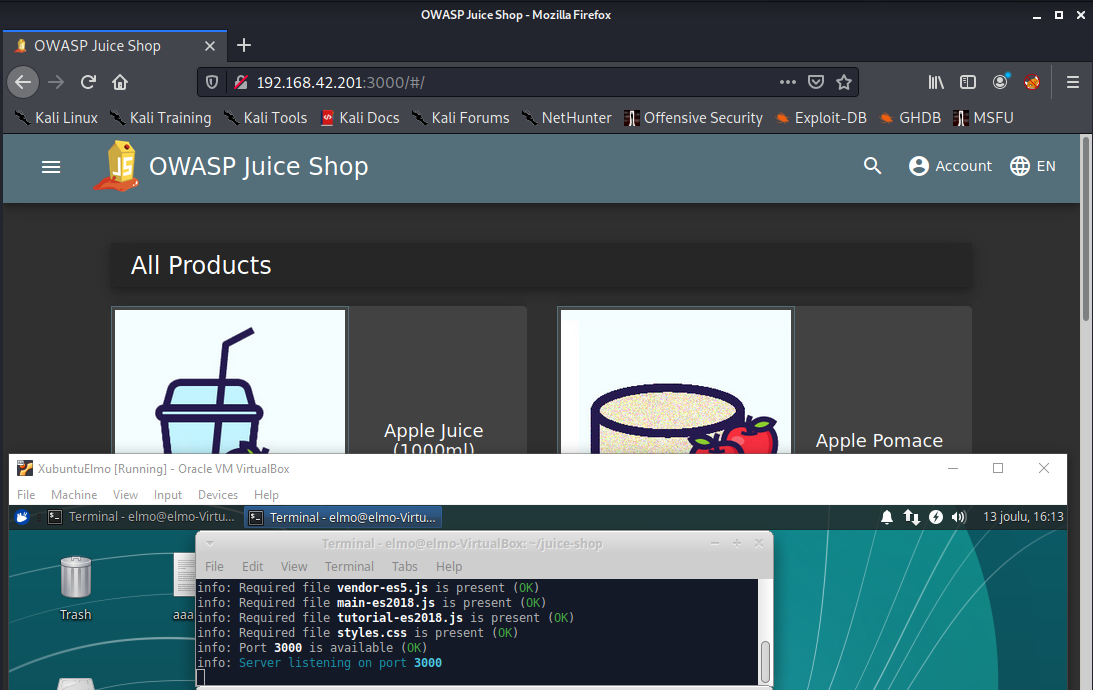 OWASP Juice Shop - Mozilla Firefox
OWASP Juice Shop
192.168.42.201:3000/#/
Kali Linux Kali Training Kali Tools Kali Docs Kali Forums NetHunter Offensive Security Exploit-DB GHDB MSFU
JS OWASP Juice Shop Account EN
All Products
Apple Juice
(1000ml)
Apple Pomace
XubuntuElmo [Running] - Oracle VM VirtualBox
File Machine View Input Devices Help
Terminal - elmo@elmo-Virtu... Terminal - elmo@elmo-Virtu... 13 joulu, 16:13
Terminal - elmo@elmo-VirtualBox: ~/juice-shop
File Edit View Terminal Tabs Help
info: Required file vendor-es5.js is present (OK)
info: Required file main-es2018.js is present (OK)
info: Required file tutorial-es2018.js is present (OK)
info: Required file styles.css is present (OK)
info: Port 3000 is available (OK)
info: Server listening on port 3000
Trash
aaa